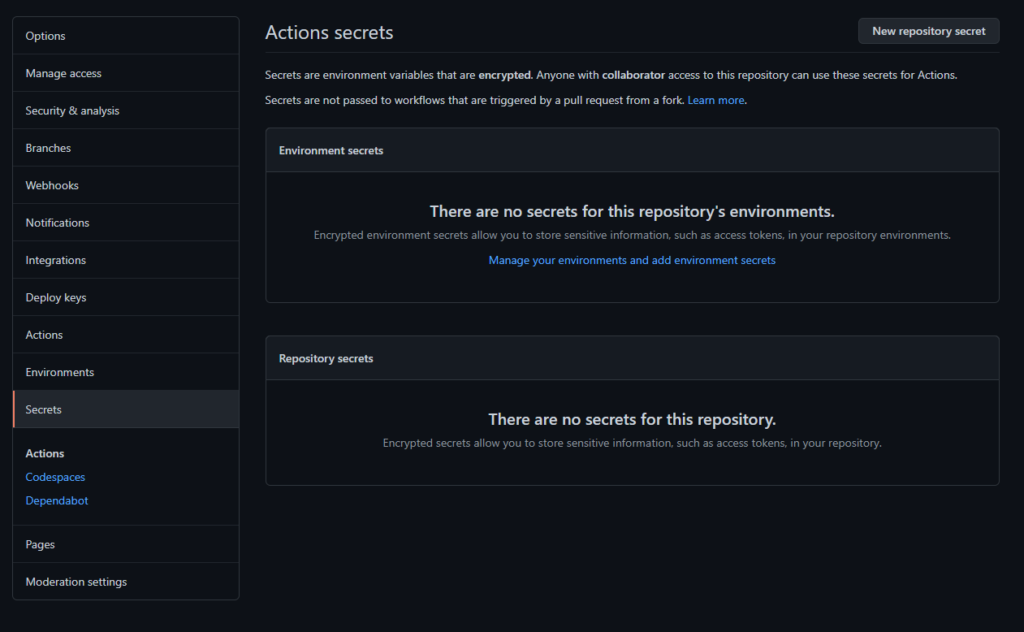 Options
Manage access
Security & analysis
Branches
Webhooks
Notifications
Integrations
Deploy keys
Actions
Environments
Secrets
Actions
Codespaces
Dependabot
Pages
Moderation settings
Actions secrets
New repository secret
Secrets are environment variables that are encrypted. Anyone with collaborator access to this repository can use these secrets for Actions.
Secrets are not passed to workflows that are triggered by a pull request from a fork. Learn more.
Environment secrets
There are no secrets for this repository's environments.
Encrypted environment secrets allow you to store sensitive information, such as access tokens, in your repository environments.
Manage your environments and add environment secrets
Repository secrets
There are no secrets for this repository.
Encrypted secrets allow you to store sensitive information, such as access tokens, in your repository.